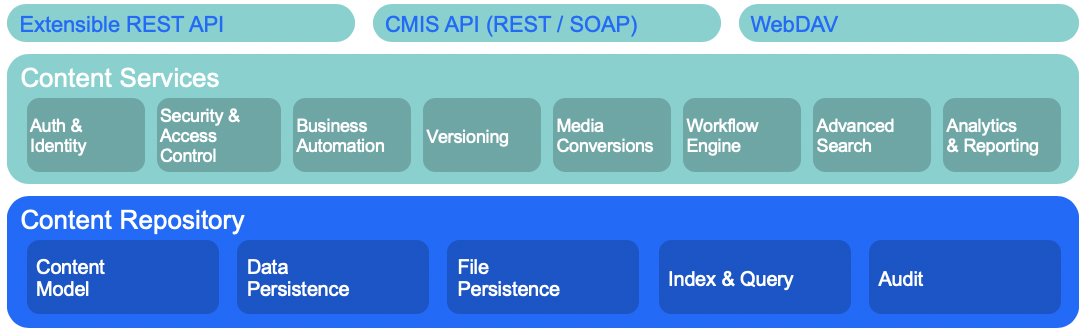 Extensible REST API
CMIS API (REST / SOAP)
WebDAV
Content Services
Auth &
Identity
Security &
Access
Control
Business
Automation
Versioning
Media
Conversions
Workflow
Engine
Advanced
Search
Analytics
& Reporting
Content Repository
Content
Model
Data
Persistence
File
Persistence
Index & Query
Audit